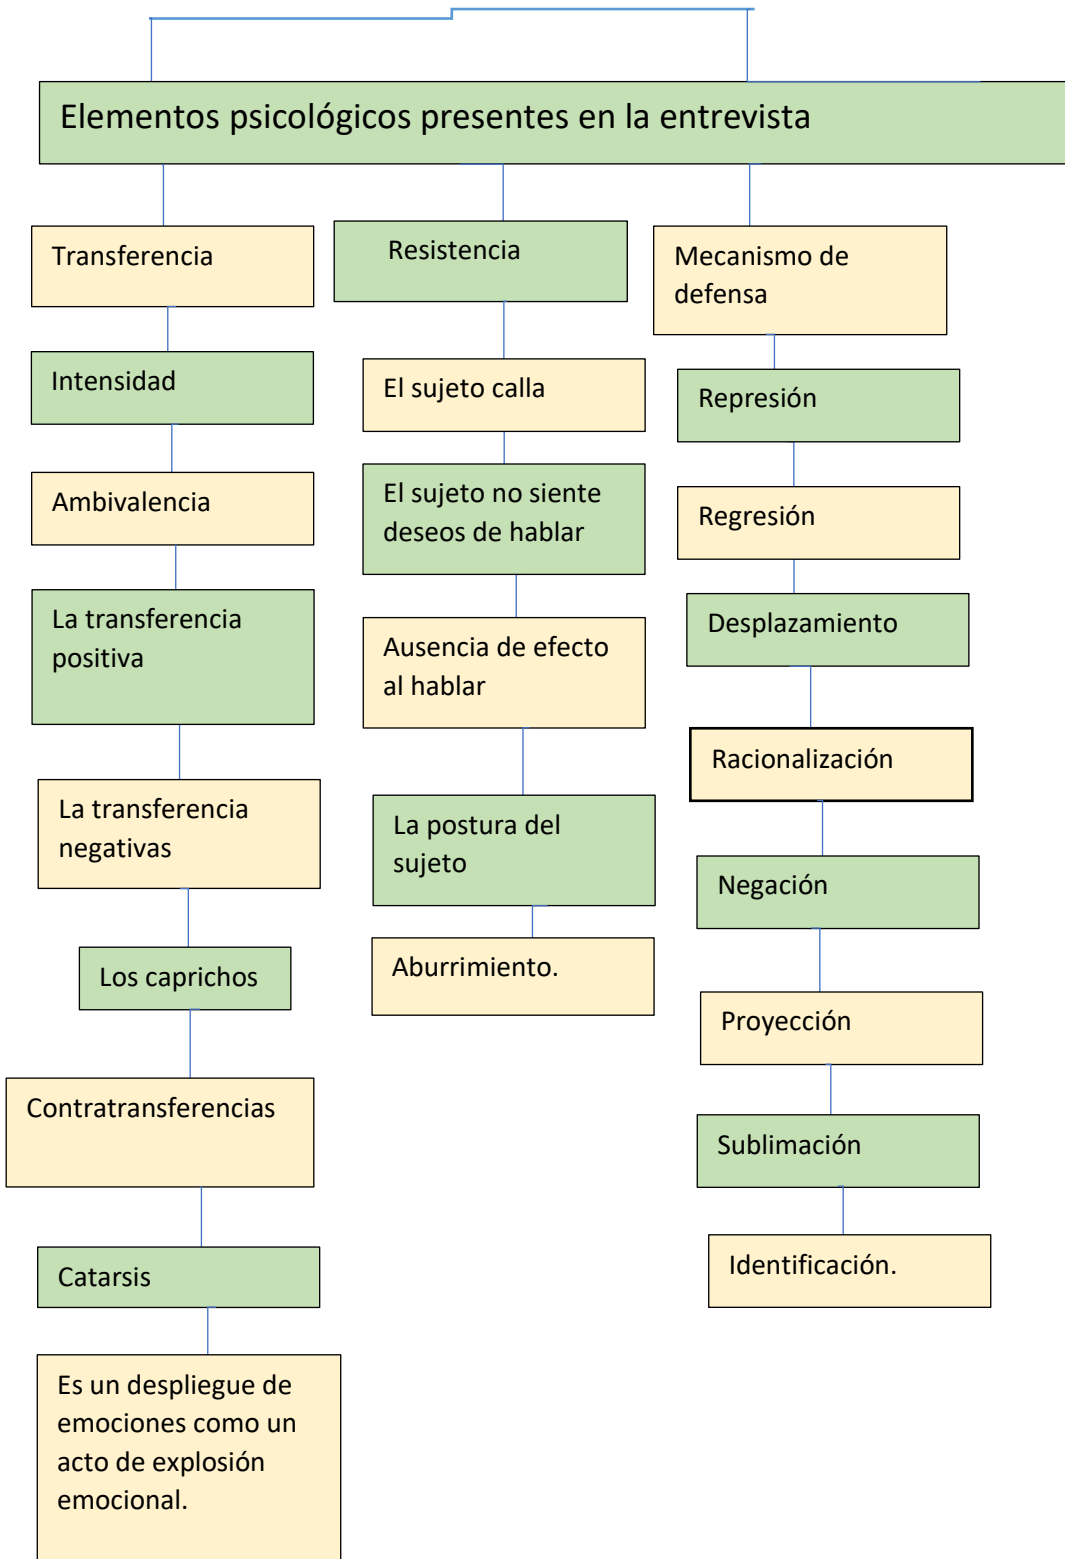 Elementos psicológicos presentes en la entrevista
Transferencia
Intensidad
Ambivalencia
La transferencia
positiva
La transferencia
negativas
Los caprichos
Contratransferencias
Catarsis
Es un despliegue de
emociones como un
acto de explosión
emocional.
Resistencia
El sujeto calla
El sujeto no siente
deseos de hablar
Ausencia de efecto
al hablar
La postura del
sujeto
Aburrimiento.
Mecanismo de
defensa
Represión
Regresión
Desplazamiento
Racionalización
Negación
Proyección
Sublimación
Identificación.